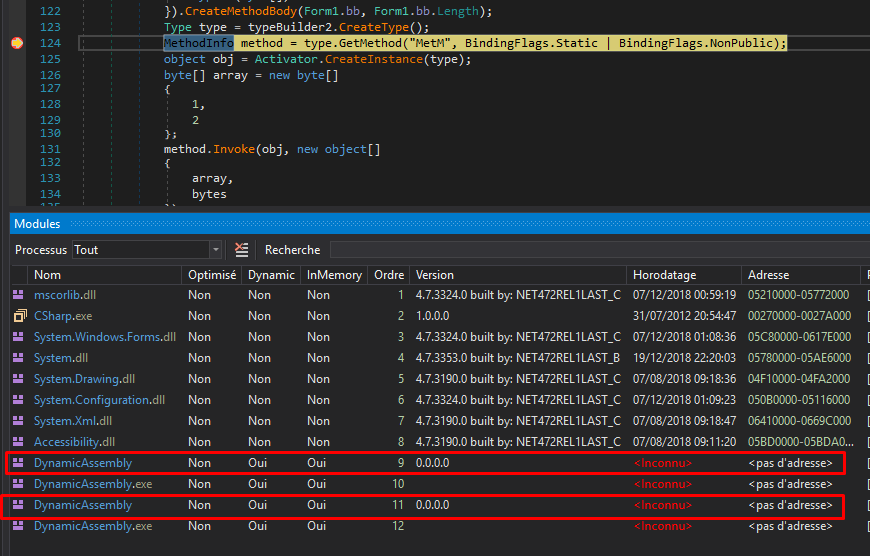 122 }).CreateMethodBody(Form1.bb, Form1.bb.Length);
123 Type type = typeBuilder2.CreateType();
124 MethodInfo method = type.GetMethod("MetM", BindingFlags.Static | BindingFlags.NonPublic);
125 object obj = Activator.CreateInstance(type);
126 byte[] array = new byte[]
127 {
128 1,
129 2
130 };
131 method.Invoke(obj, new object[]
132 {
133 array,
134 bytes
Modules
Processus Tout Recherche
Nom Optimisé Dynamic InMemory Ordre Version Horodatage Adresse
mscorlib.dll Non Non Non 1 4.7.3324.0 built by: NET472REL1LAST_C 07/12/2018 00:59:19 05210000-05772000
CSharp.exe Non Non Non 2 1.0.0.0 31/07/2012 20:54:47 00270000-0027A000
System.Windows.Forms.dll Non Non Non 3 4.7.3324.0 built by: NET472REL1LAST_C 07/12/2018 01:08:36 05C80000-0617E000
System.dll Non Non Non 4 4.7.3353.0 built by: NET472REL1LAST_B 19/12/2018 22:20:03 05780000-05AE6000
System.Drawing.dll Non Non Non 5 4.7.3190.0 built by: NET472REL1LAST_C 07/08/2018 09:18:36 04F10000-04FA2000
System.Configuration.dll Non Non Non 6 4.7.3324.0 built by: NET472REL1LAST_C 07/12/2018 01:09:23 050B0000-05116000
System.Xml.dll Non Non Non 7 4.7.3190.0 built by: NET472REL1LAST_C 07/08/2018 09:18:47 06410000-0669C000
Accessibility.dll Non Non Non 8 4.7.3190.0 built by: NET472REL1LAST_C 07/08/2018 09:11:20 05BD0000-05BDA0...
DynamicAssembly Non Oui Oui 9 0.0.0.0 <Inconnu> <pas d'adresse>
DynamicAssembly.exe Non Oui Oui 10 <Inconnu> <pas d'adresse>
DynamicAssembly Non Oui Oui 11 0.0.0.0 <Inconnu> <pas d'adresse>
DynamicAssembly.exe Non Oui Oui 12 <Inconnu> <pas d'adresse>